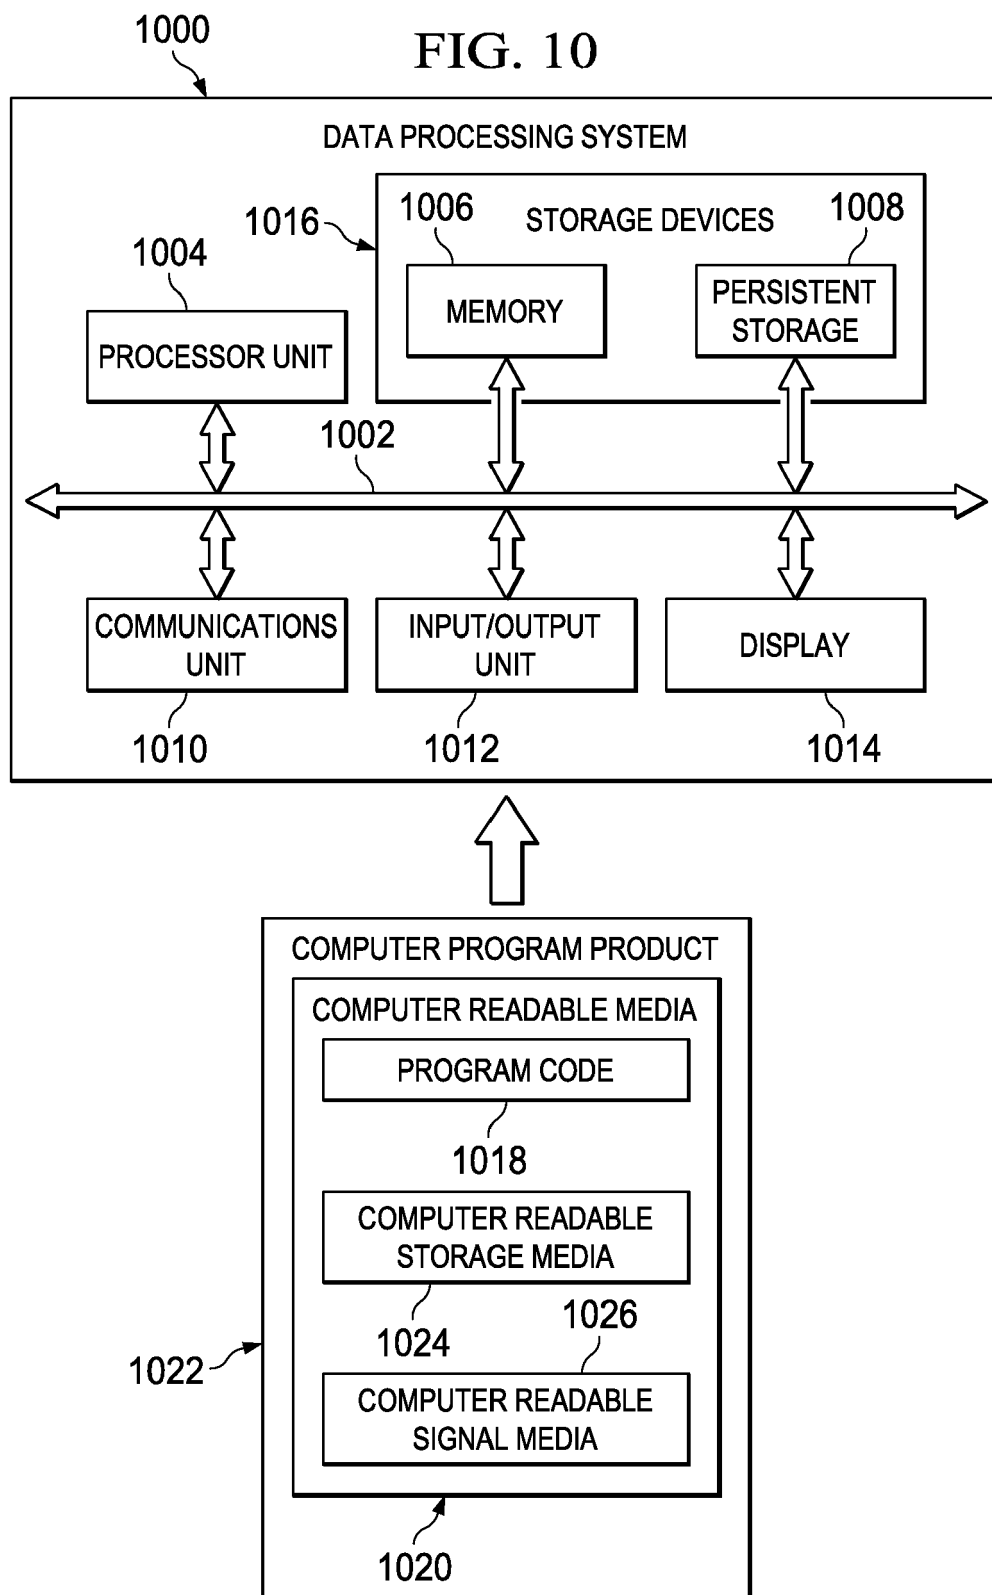 1000
FIG. 10
DATA PROCESSING SYSTEM
1016
1006
STORAGE DEVICES
1008
1004
MEMORY
PERSISTENT
STORAGE
PROCESSOR UNIT
1002
COMMUNICATIONS
UNIT
INPUT/OUTPUT
UNIT
DISPLAY
1010
1012
1014
COMPUTER PROGRAM PRODUCT
COMPUTER READABLE MEDIA
PROGRAM CODE
1018
COMPUTER READABLE
STORAGE MEDIA
1024
1026
1022
COMPUTER READABLE
SIGNAL MEDIA
1020